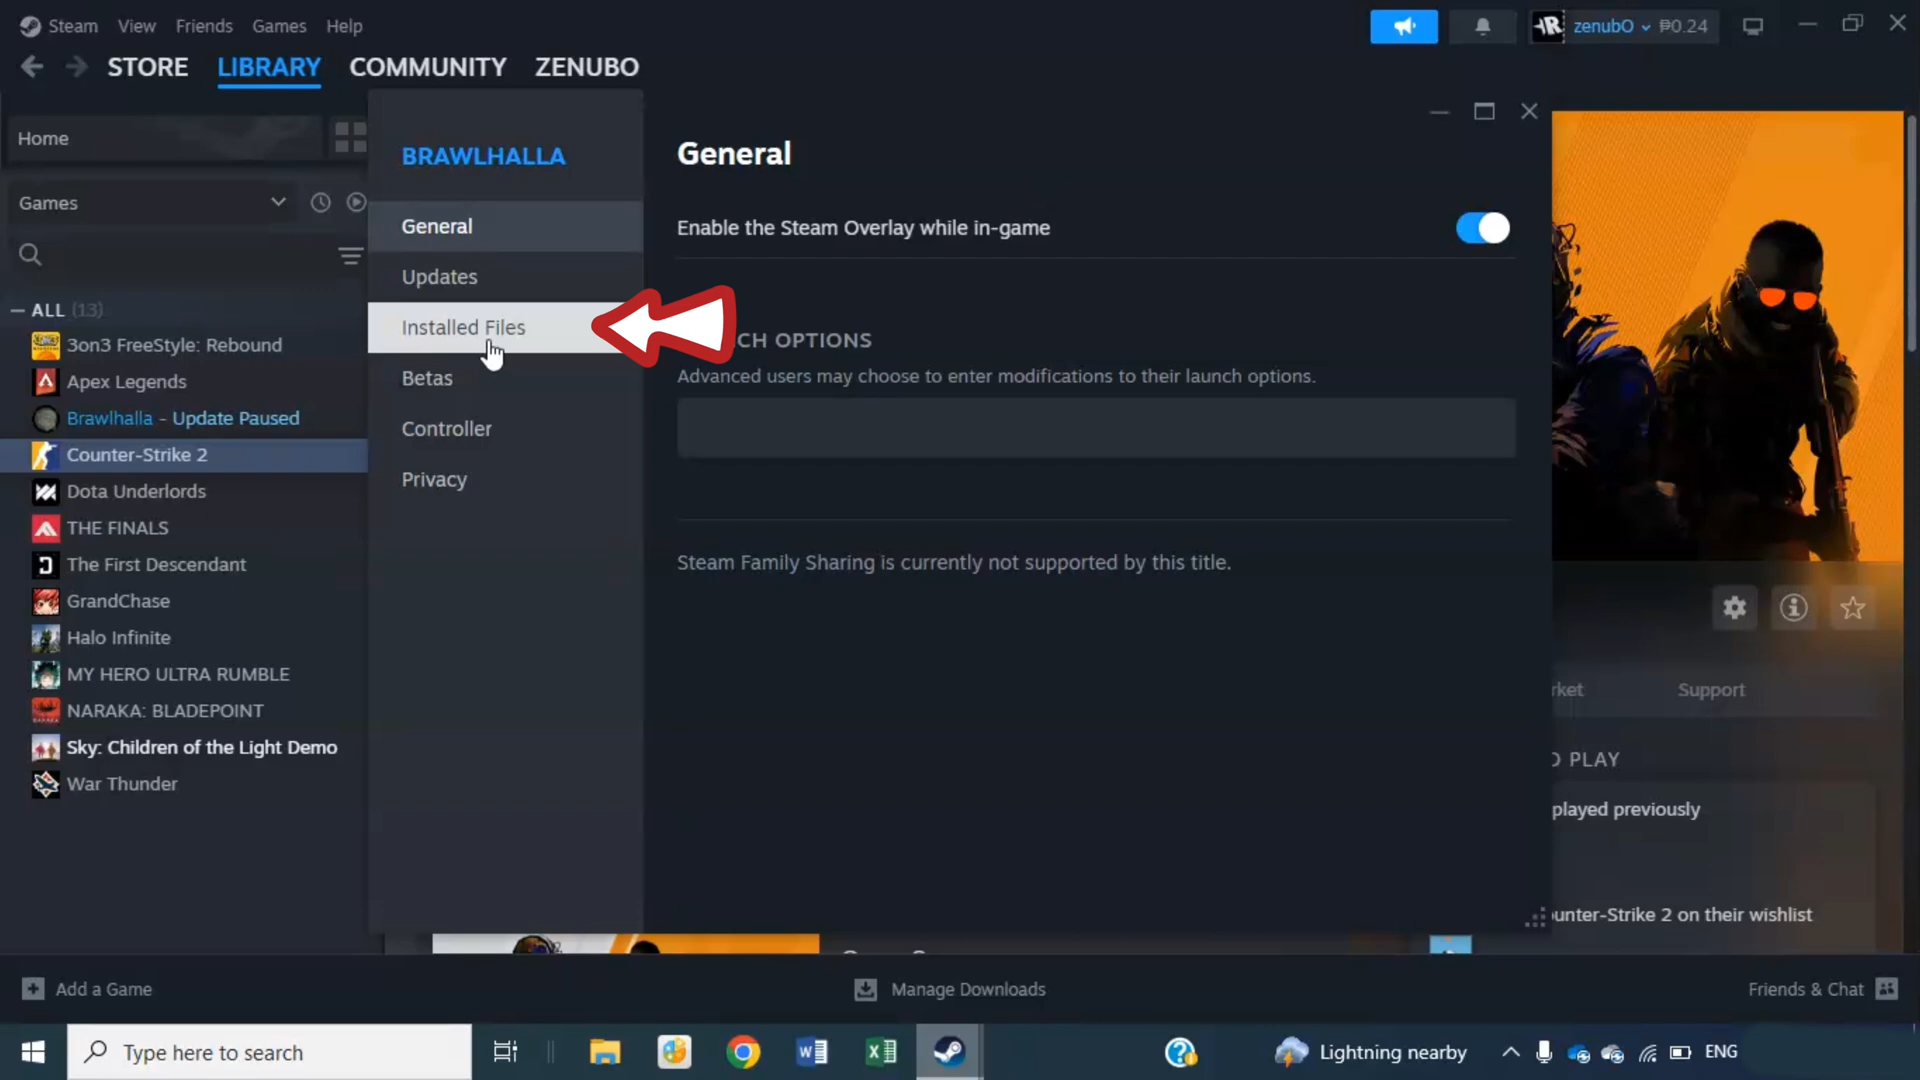 Steam View Friends Games Help
zenubO ₱0.24
STORE LIBRARY COMMUNITY ZENUBO
Home
BRAWLHALLA
General
Games
General
Enable the Steam Overlay while in-game
Updates
Installed Files
CH OPTIONS
Betas
Advanced users may choose to enter modifications to their launch options.
Controller
Privacy
Steam Family Sharing is currently not supported by this title.
ALL (13)
3on3 FreeStyle: Rebound
Apex Legends
Brawlhalla - Update Paused
Counter-Strike 2
Dota Underlords
THE FINALS
The First Descendant
GrandChase
Halo Infinite
MY HERO ULTRA RUMBLE
NARAKA: BLADEPOINT
Sky: Children of the Light Demo
War Thunder
rket Support
O PLAY
played previously
unter-Strike 2 on their wishlist
Add a Game
Manage Downloads
Friends & Chat
Type here to search
Lightning nearby
ENG